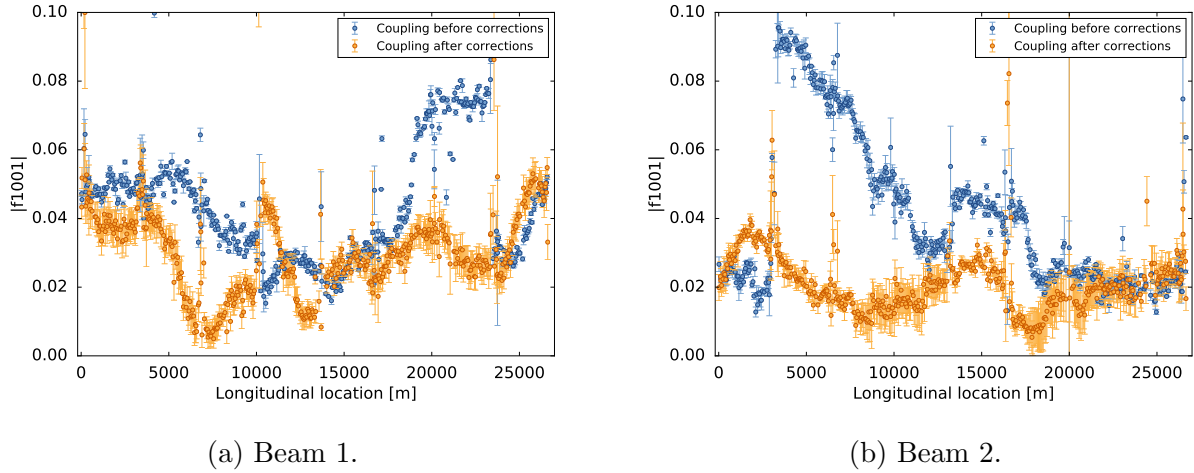 0.10
0.08
0.06
0.04
0.02
0.00
|f1001|
0 5000 10000 15000 20000 25000
Longitudinal location [m]
Coupling before corrections
Coupling after corrections
(a) Beam 1.
0.10
0.08
0.06
0.04
0.02
0.00
|f1001|
0 5000 10000 15000 20000 25000
Longitudinal location [m]
Coupling before corrections
Coupling after corrections
(b) Beam 2.